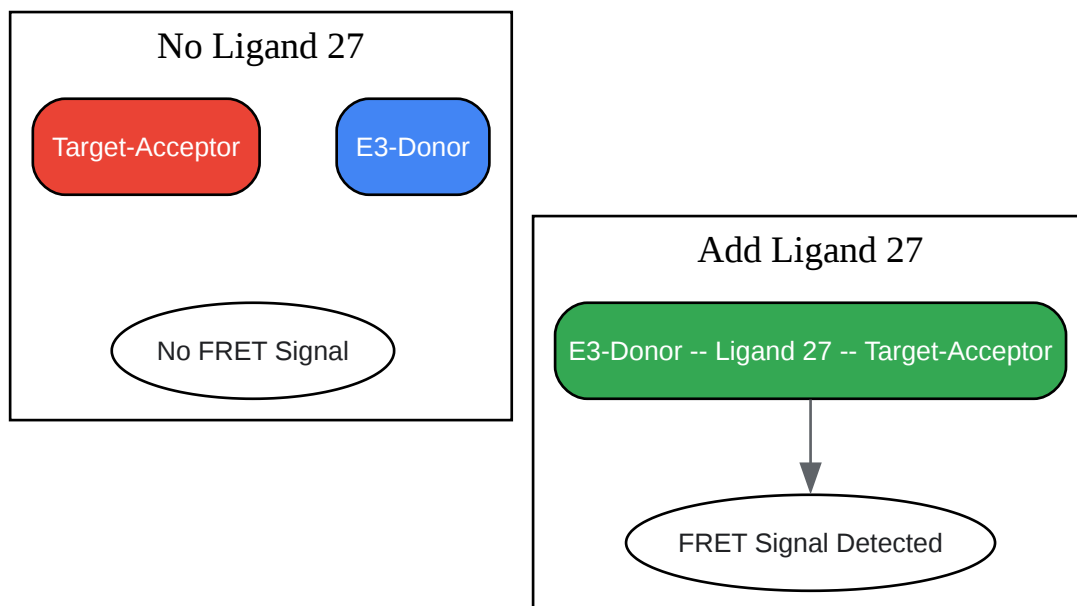 No Ligand 27
Target-Acceptor
E3-Donor
No FRET Signal
Add Ligand 27
E3-Donor -- Ligand 27 -- Target-Acceptor
FRET Signal Detected